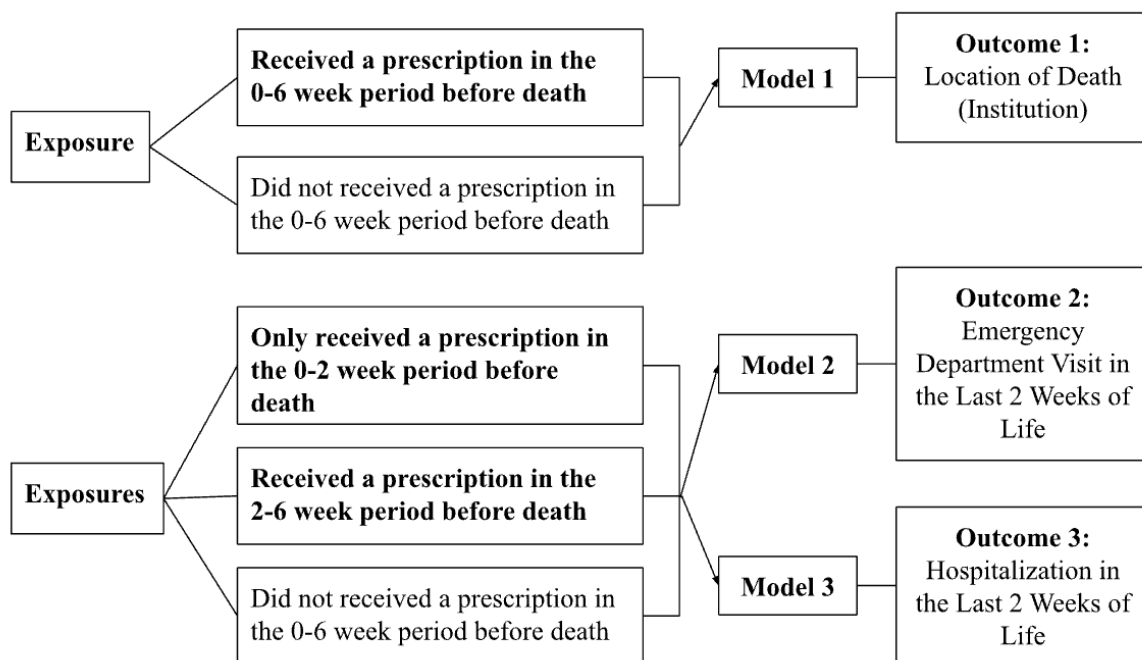 Exposure
Received a prescription in the
0-6 week period before death
Did not received a prescription in
the 0-6 week period before death
Model 1
Outcome 1:
Location of Death
(Institution)
Exposures
Only received a prescription in
the 0-2 week period before
death
Received a prescription in the
2-6 week period before death
Did not received a prescription in
the 0-6 week period before death
Model 2
Outcome 2:
Emergency
Department Visit in
the Last 2 Weeks of
Life
Model 3
Outcome 3:
Hospitalization in
the Last 2 Weeks of
Life